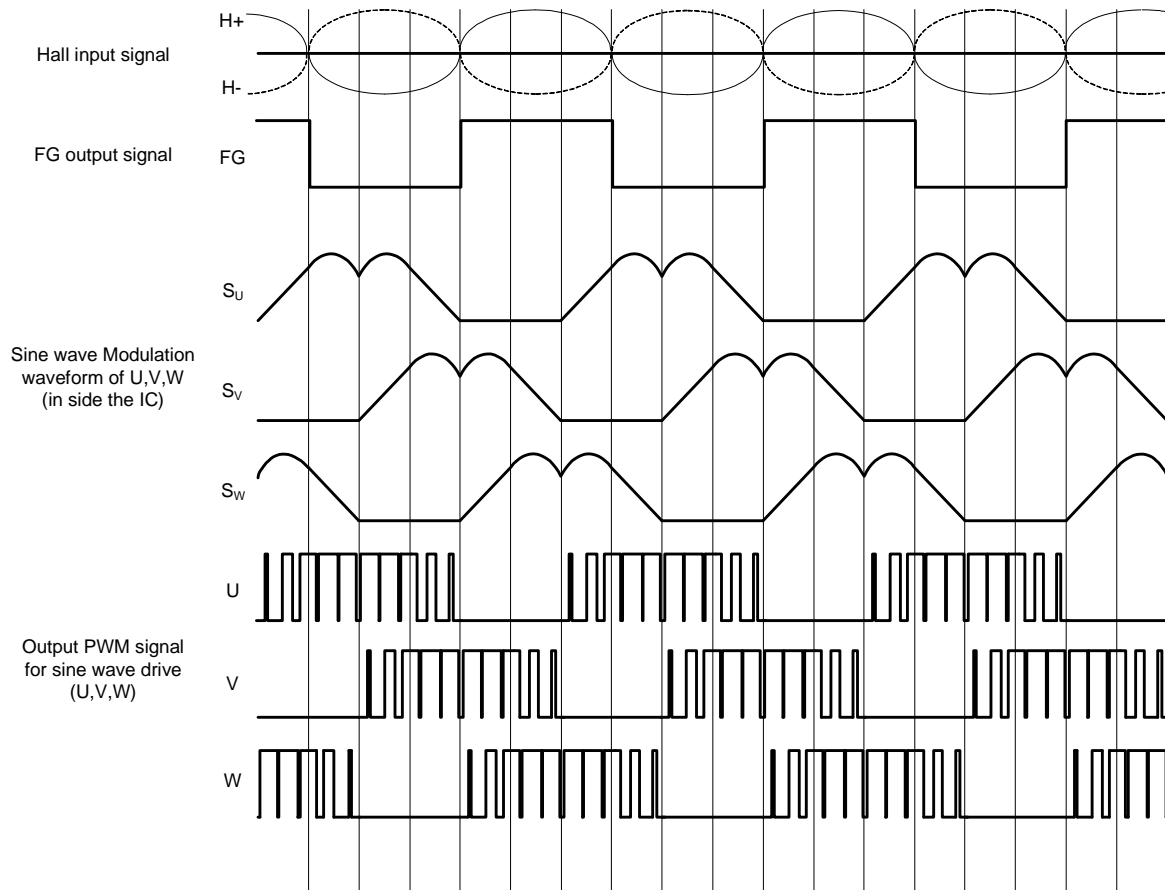 H+
Hall input signal
H-
FG output signal
FG
SU
Sine wave Modulation
waveform of U,V,W
(in side the IC)
SV
SW
U
Output PWM signal
for sine wave drive
(U,V,W)
V
W